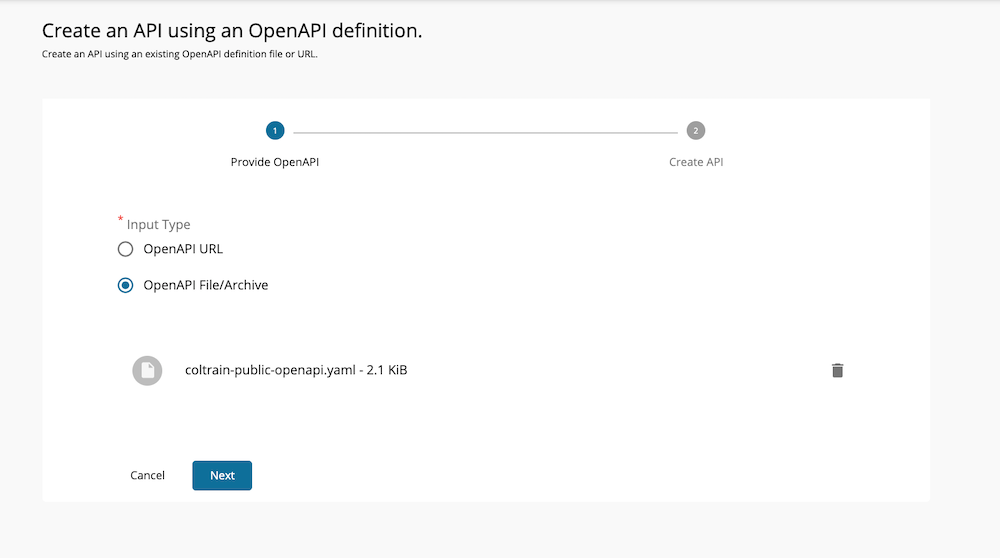 Create an API using an OpenAPI definition.
Create an API using an existing OpenAPI definition file or URL.
1
2
Provide OpenAPI
Create API
* Input Type
OpenAPI URL
OpenAPI File/Archive
coltrain-public-openapi.yaml - 2.1 KiB
Cancel
Next